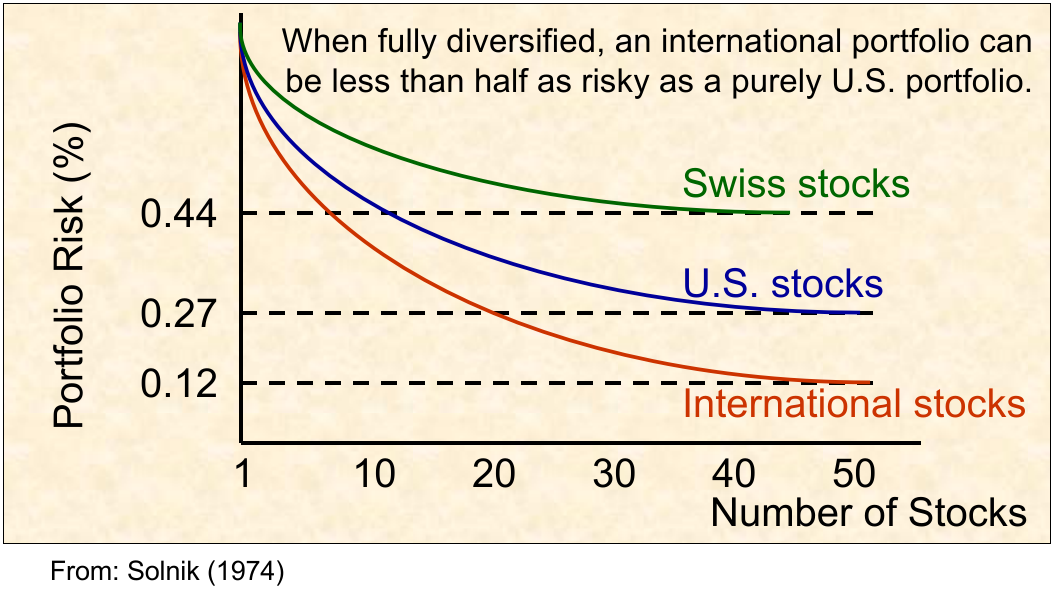 When fully diversified, an international portfolio can
be less than half as risky as a purely U.S. portfolio.
Portfolio Risk (%)
Swiss stocks
0.44
U.S. stocks
0.27
0.12
International stocks
1 10 20 30 40 50
Number of Stocks
From: Solnik (1974)